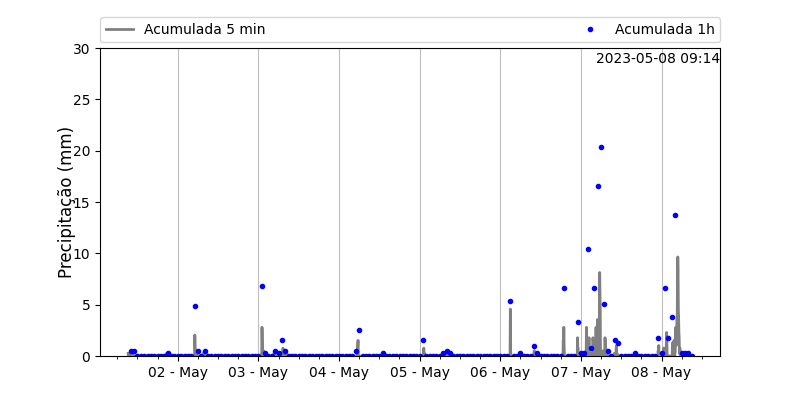 Acumulada 5 min
Acumulada 1h
2023-05-08 09:14
Precipitação (mm)
30
25
20
15
10
5
0
02 - May
03 - May
04 - May
05 - May
06 - May
07 - May
08 - May